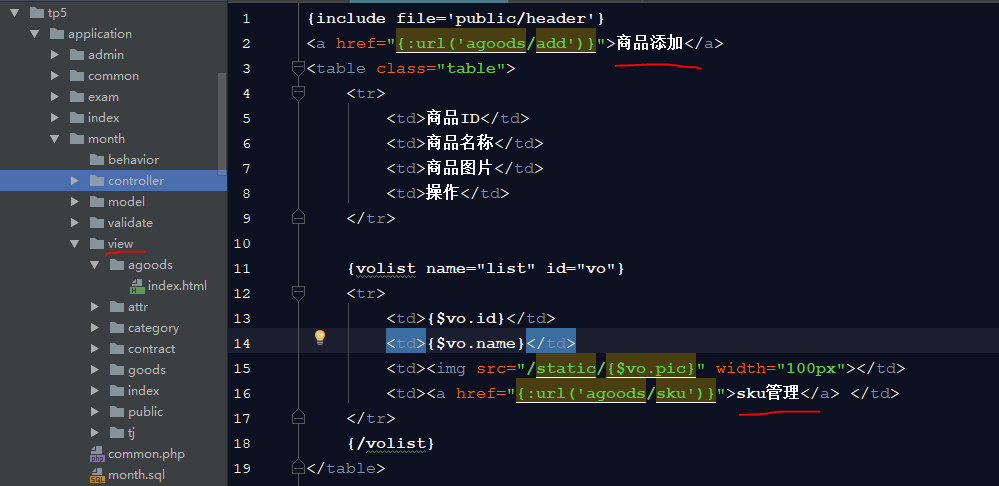 tp5
application
admin
common
exam
index
month
behavior
controller
model
validate
view
agoods
index.html
attr
category
contract
goods
index
public
tj
common.php
month.sql
1 {include file='public/header'}
2 <a href="{:url('agoods/add')}">商品添加</a>
3 <table class="table">
4 <tr>
5 <td>商品ID</td>
6 <td>商品名称</td>
7 <td>商品图片</td>
8 <td>操作</td>
9 </tr>
10
11 {volist name="list" id="vo"}
12 <tr>
13 <td>{$vo.id}</td>
14 <td>{$vo.name}</td>
15 <td><img src="/static/{$vo.pic}" width="100px"></td>
16 <td><a href="{:url('agoods/sku')}">sku管理</a> </td>
17 </tr>
18 {/volist}
19 </table>